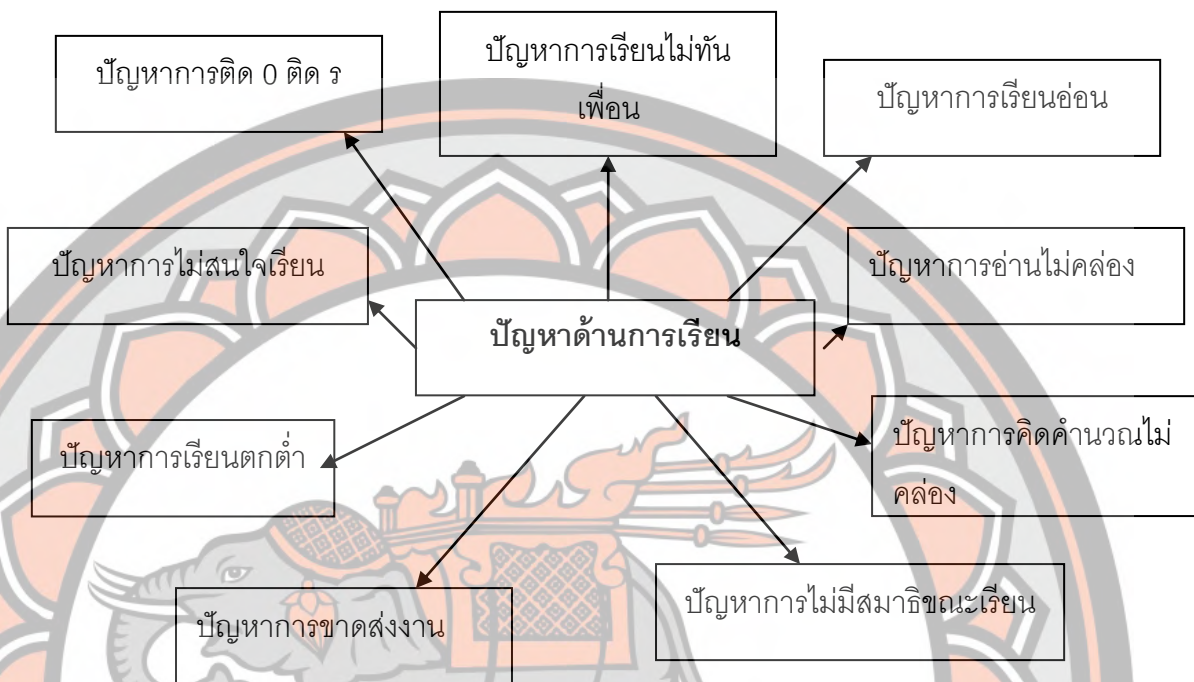 ปัญหาการติด 0 ติด ร
ปัญหาการเรียนไม่ทัน
เพื่อน
ปัญหาการเรียนอ่อน
ปัญหาการไม่สนใจเรียน
ปัญหาการอ่านไม่คล่อง
ปัญหาด้านการเรียน
ปัญหาการเรียนตกต่ำ
ปัญหาการคิดคำนวณไม่
คล่อง
ปัญหาการขาดส่งงาน
ปัญหาการไม่มีสมาธิขณะเรียน